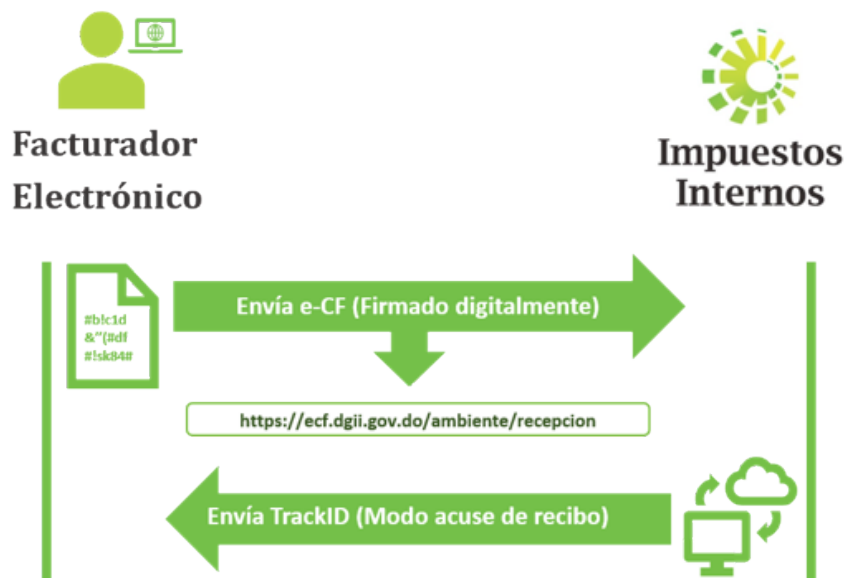 Facturador
Electrónico
Impuestos
Internos
#b!c1d
&"(#df
#!sk84#
Envía e-CF (Firmado digitalmente)
https://ecf.dgii.gov.do/ambiente/recepcion
Envía TrackID (Modo acuse de recibo)